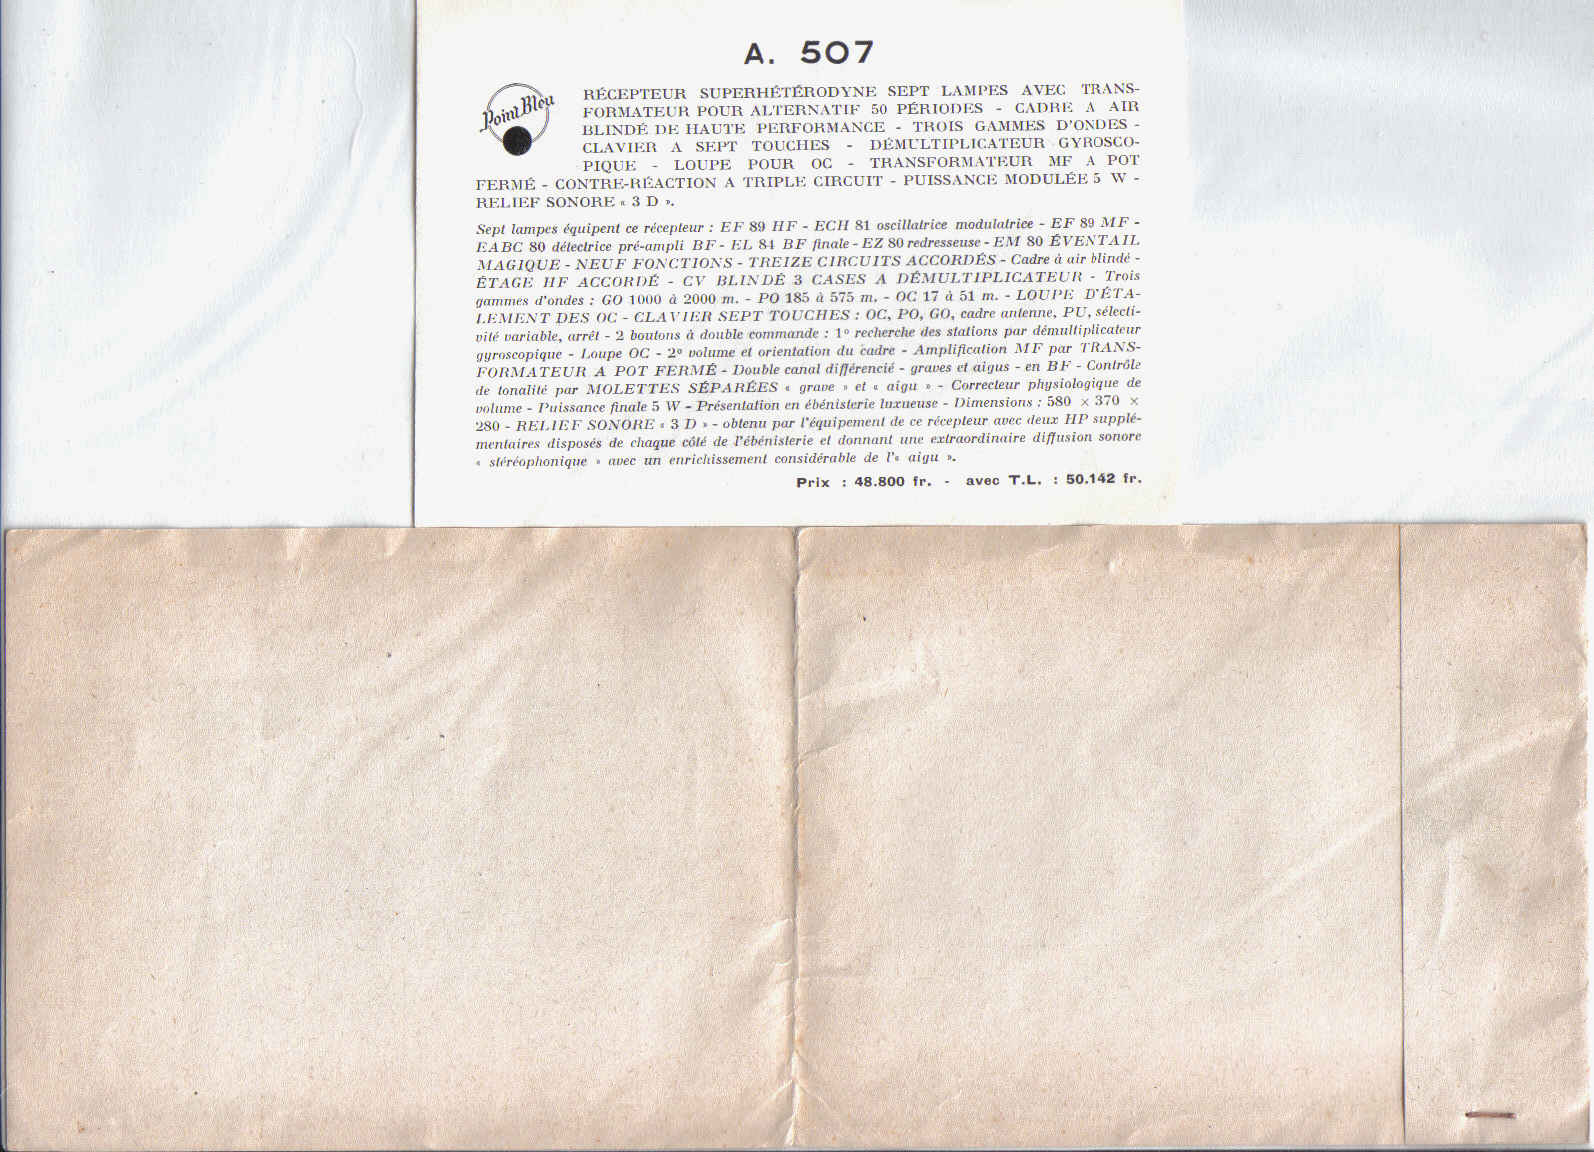 A. 507
Point Bleu
RÉCEPTEUR SUPERHÉTÉRODYNE SEPT LAMPES AVEC TRANS-
FORMATEUR POUR ALTERNATIF 50 PÉRIODES - CADRE A AIR
BLINDÉ DE HAUTE PERFORMANCE - TROIS GAMMES D'ONDES -
CLAVIER A SEPT TOUCHES - DÉMULTIPLICATEUR GYROSCO-
PIQUE - LOUPE POUR OC - TRANSFORMATEUR MF A POT
FERMÉ - CONTRE-RÉACTION A TRIPLE CIRCUIT - PUISSANCE MODULÉE 5 W -
RELIEF SONORE « 3 D ».
Sept lampes équipent ce récepteur : EF 89 HF - ECH 81 oscillatrice modulatrice - EF 89 MF -
EABC 80 détectrice pré-ampli BF - EL 84 BF finale - EZ 80 redresseuse - EM 80 ÉVENTAIL
MAGIQUE - NEUF FONCTIONS - TREIZE CIRCUITS ACCORDÉS - Cadre à air blindé -
ÉTAGE HF ACCORDÉ - CV BLINDÉ 3 CASES A DÉMULTIPLICATEUR - Trois
gammes d'ondes : GO 1000 à 2000 m. - PO 185 à 575 m. - OC 17 à 51 m. - LOUPE D'ÉTA-
LEMENT DES OC - CLAVIER SEPT TOUCHES : OC, PO, GO, cadre antenne, PU, sélecti-
vité variable, arrêt - 2 boutons à double commande : 1° recherche des stations par démultiplicateur
gyroscopique - Loupe OC - 2° volume et orientation du cadre - Amplification MF par TRANS-
FORMATEUR A POT FERMÉ - Double canal différencié - graves et aigus - en BF - Contrôle
de tonalité par MOLETTES SÉPARÉES « grave » et « aigu » - Correcteur physiologique de
volume - Puissance finale 5 W - Présentation en ébénisterie luxueuse - Dimensions : 580 × 370 ×
280 - RELIEF SONORE « 3 D » - obtenu par l'équipement de ce récepteur avec deux HP supplé-
mentaires disposés de chaque côté de l'ébénisterie et donnant une extraordinaire diffusion sonore
« stéréophonique » avec un enrichissement considérable de l'« aigu ».
Prix : 48.800 fr. - avec T.L. : 50.142 fr.